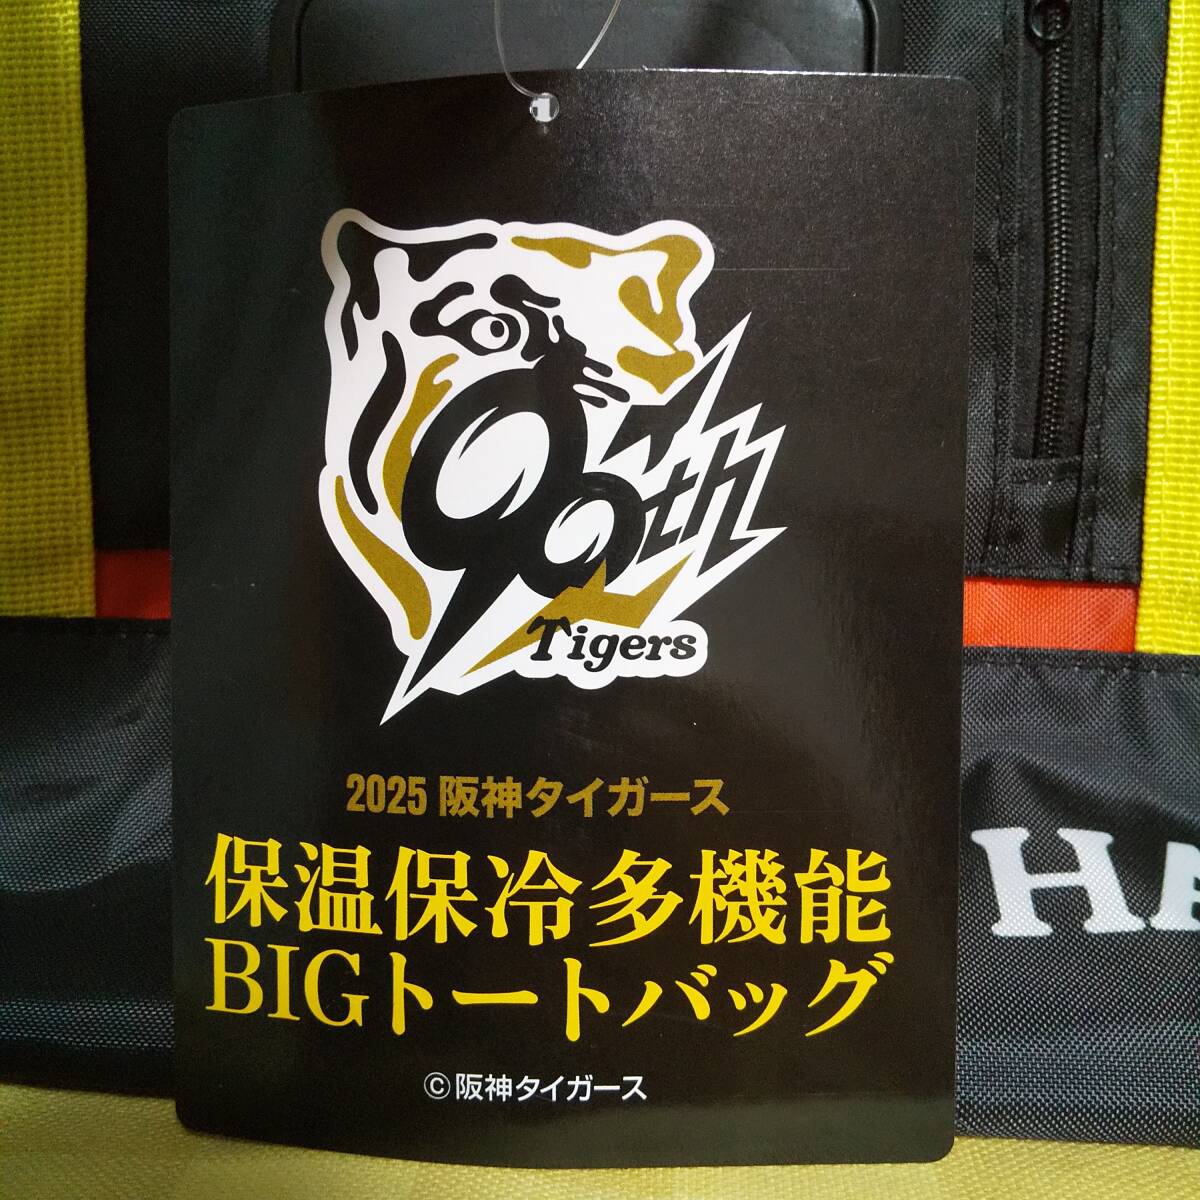 90th
Tigers
2025 阪神タイガース
保温保冷多機能
BIGトートバッグ
©阪神タイガース
HA